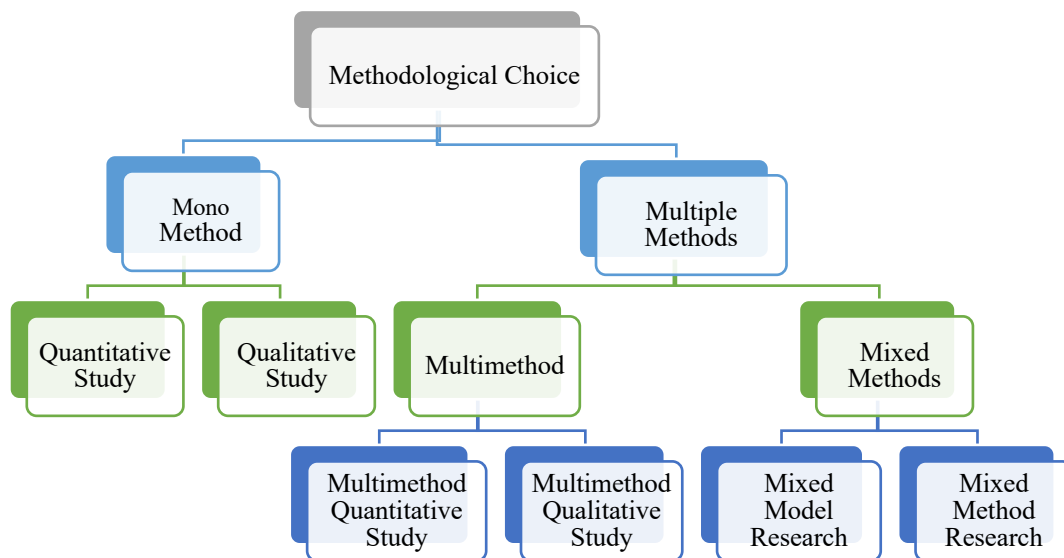 Methodological Choice
Mono
Method
Multiple
Methods
Quantitative
Study
Qualitative
Study
Multimethod
Mixed
Methods
Multimethod
Quantitative
Study
Multimethod
Qualitative
Study
Mixed
Model
Research
Mixed
Method
Research